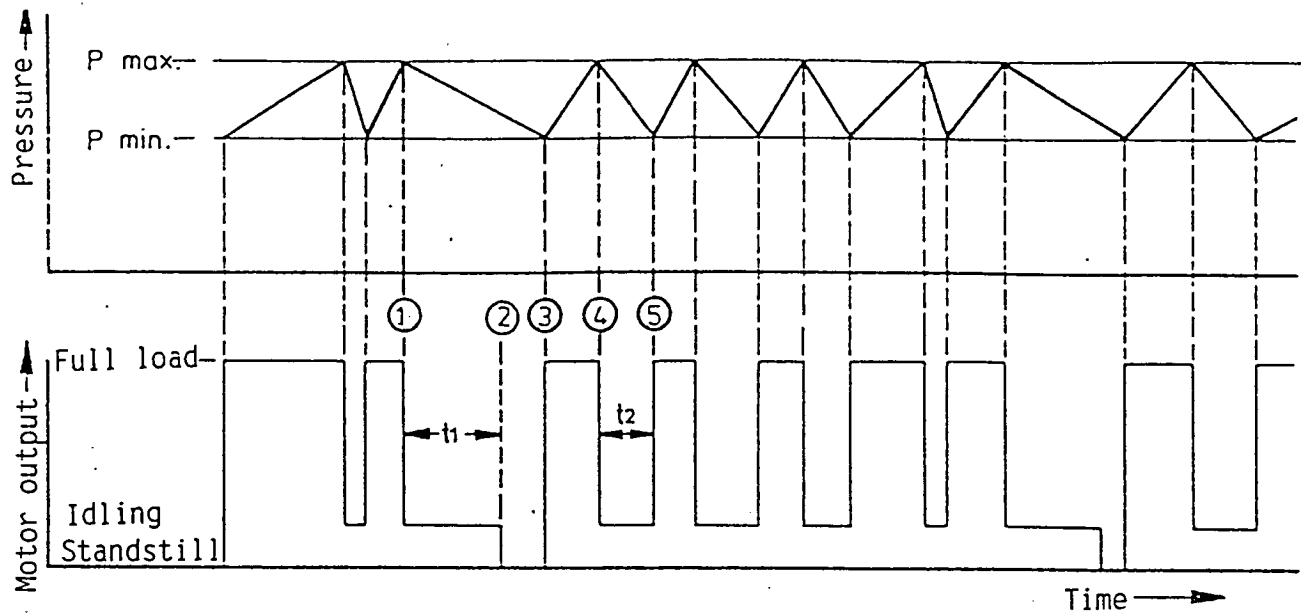 Pressure
P max.
P min.
1 2 3 4 5
Motor output
Full load
t1
t2
Idling
Standstill
Time